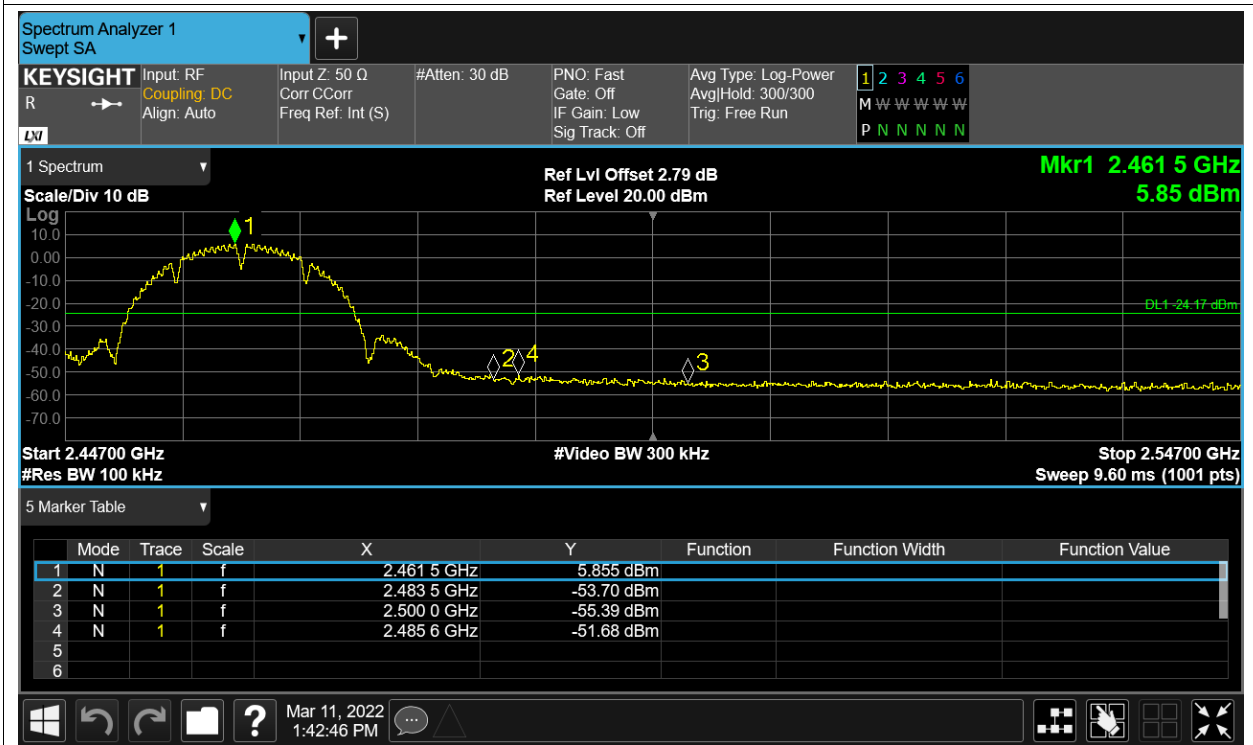 Spectrum Analyzer 1
Swept SA
+
KEYSIGHT Input: RF Input Z: 50 Ω #Atten: 30 dB PNO: Fast Avg Type: Log-Power 1 2 3 4 5 6
R Coupling: DC Corr CCorr Gate: Off Avg|Hold: 300/300 M W W W W W
Align: Auto Freq Ref: Int (S) IF Gain: Low Trig: Free Run
LXI Sig Track: Off P N N N N N
1 Spectrum Ref Lvl Offset 2.79 dB Mkr1 2.461 5 GHz
Scale/Div 10 dB Ref Level 20.00 dBm 5.85 dBm
Log
10.0
0.00
-10.0
-20.0
-30.0
-40.0
-50.0
-60.0
-70.0
1
DL1 -24.17 dBm
2 4 3
Start 2.44700 GHz #Video BW 300 kHz Stop 2.54700 GHz
#Res BW 100 kHz Sweep 9.60 ms (1001 pts)
5 Marker Table
Mode Trace Scale X Y Function Function Width Function Value
1 N 1 f 2.461 5 GHz 5.855 dBm
2 N 1 f 2.483 5 GHz -53.70 dBm
3 N 1 f 2.500 0 GHz -55.39 dBm
4 N 1 f 2.485 6 GHz -51.68 dBm
5
6
? Mar 11, 2022
1:42:46 PM